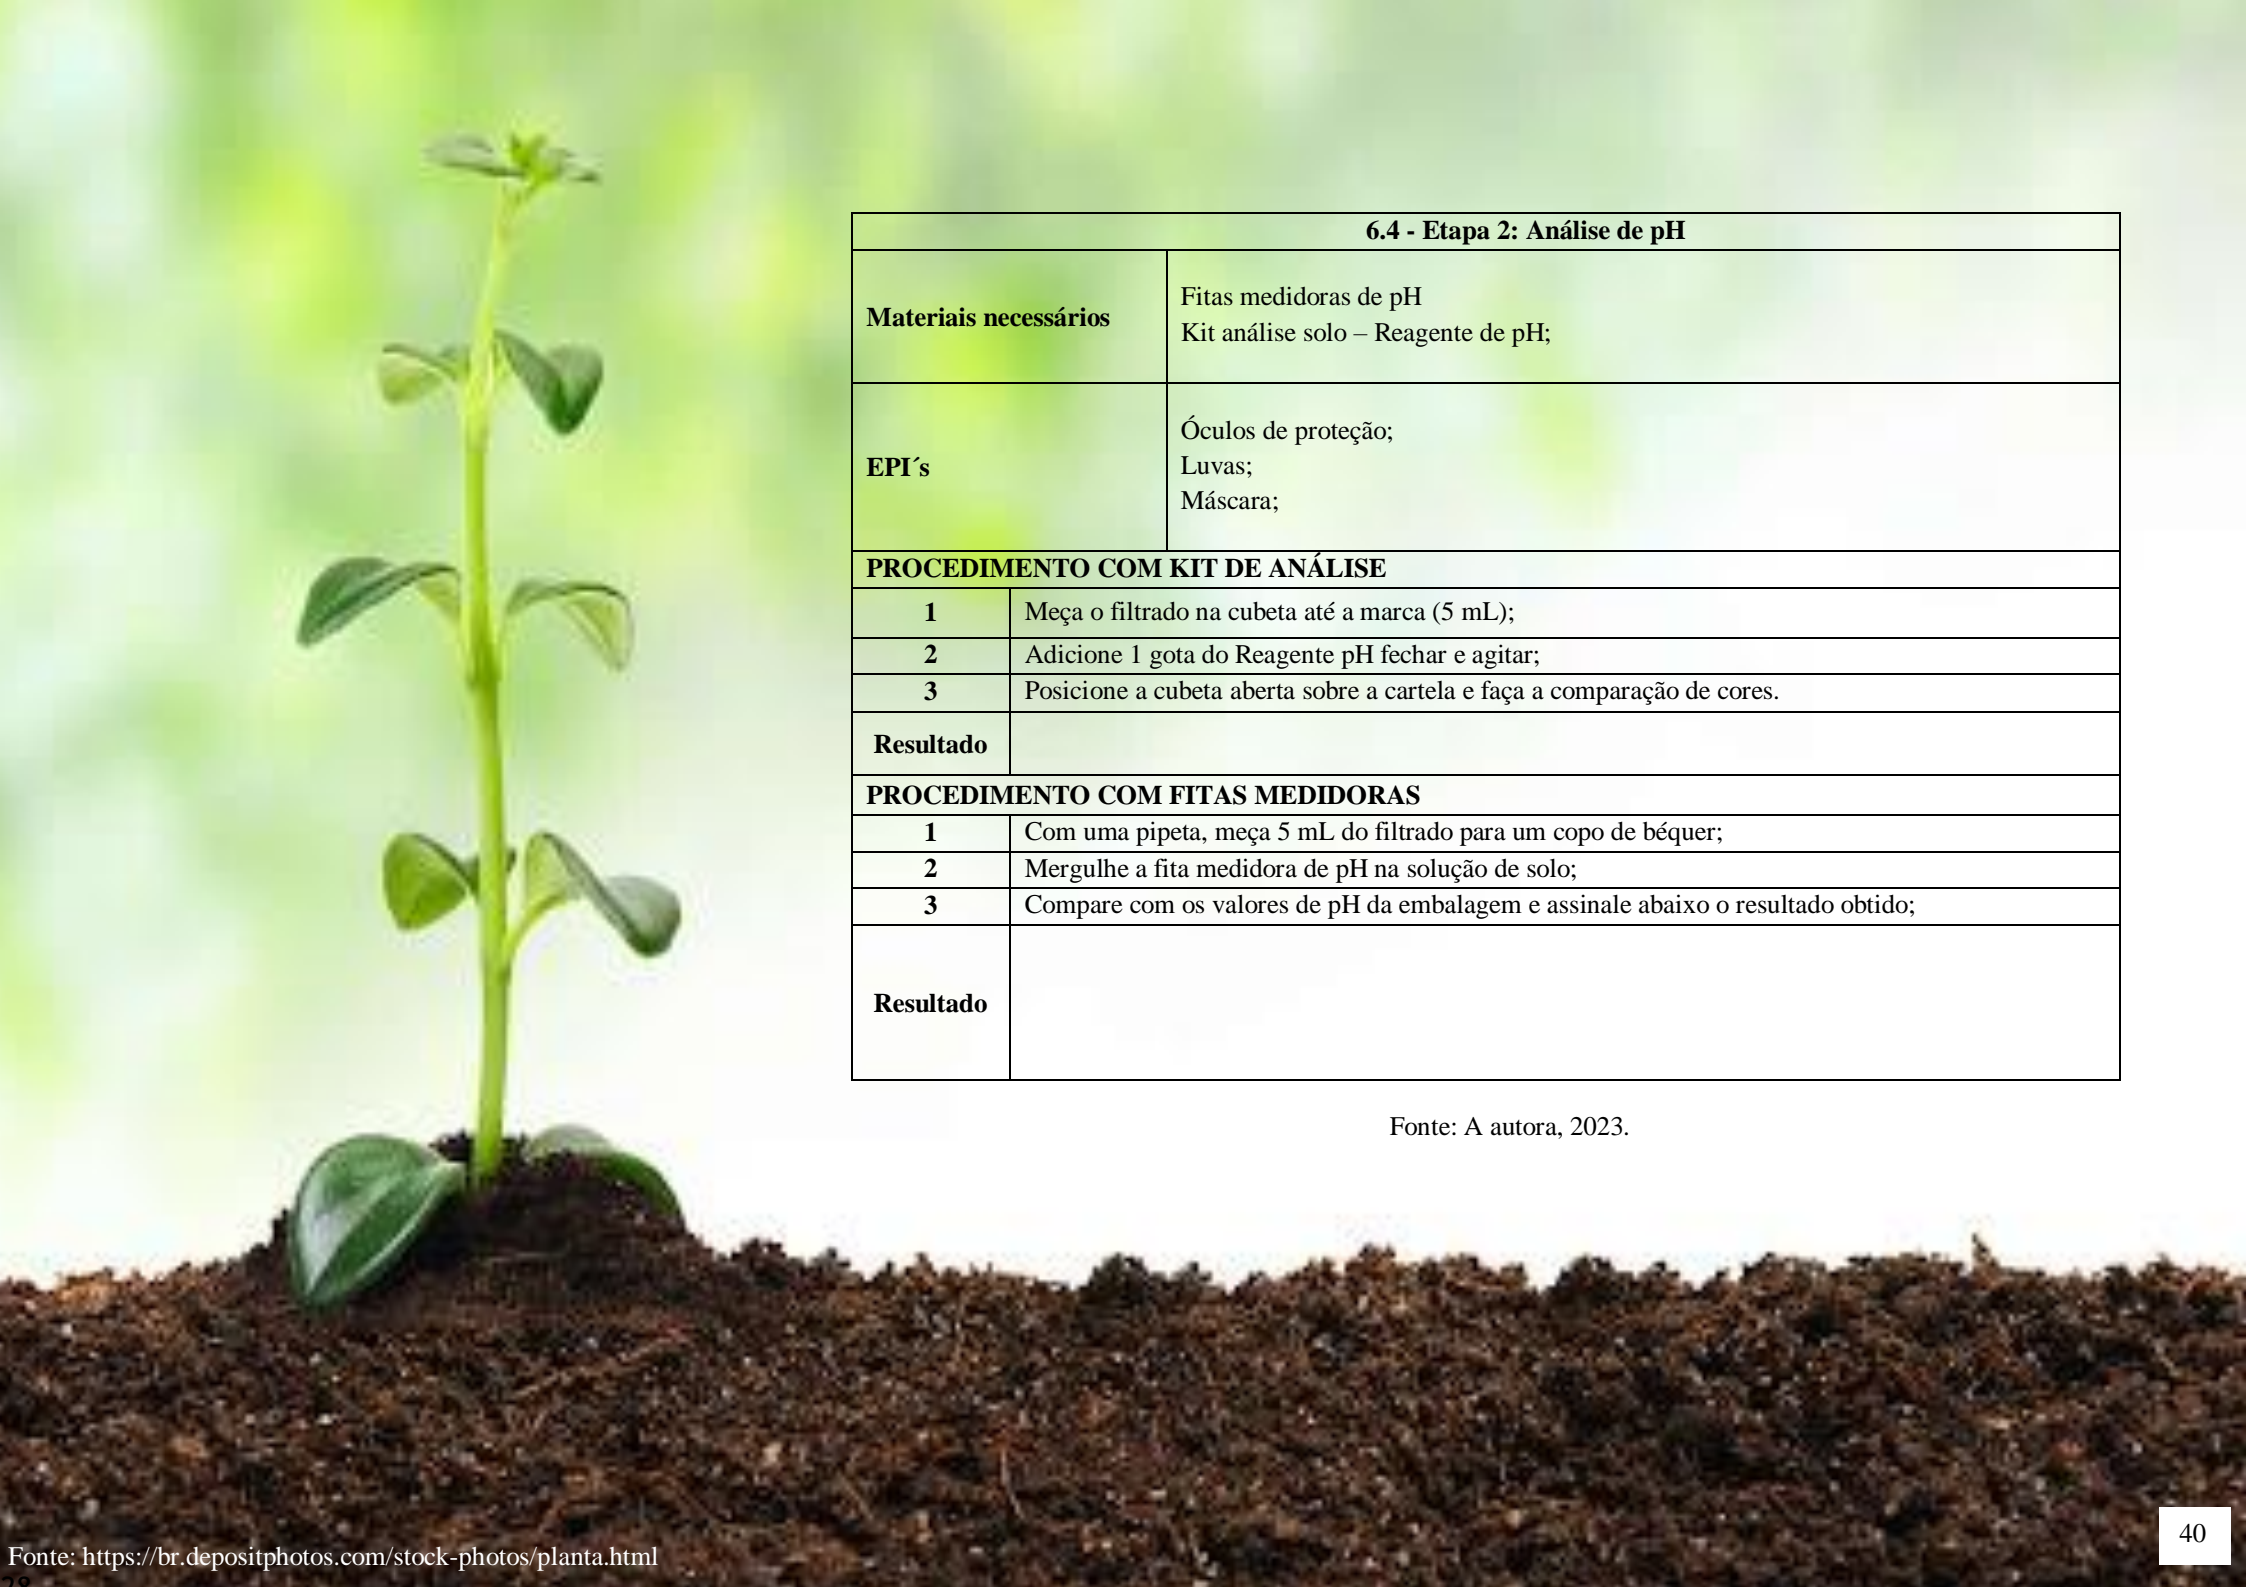 6.4 - Etapa 2: Análise de pH
Materiais necessários
Fitas medidoras de pH
Kit análise solo – Reagente de pH;
EPI´s
Óculos de proteção;
Luvas;
Máscara;
PROCEDIMENTO COM KIT DE ANÁLISE
1 Meça o filtrado na cubeta até a marca (5 mL);
2 Adicione 1 gota do Reagente pH fechar e agitar;
3 Posicione a cubeta aberta sobre a cartela e faça a comparação de cores.
Resultado
PROCEDIMENTO COM FITAS MEDIDORAS
1 Com uma pipeta, meça 5 mL do filtrado para um copo de béquer;
2 Mergulhe a fita medidora de pH na solução de solo;
3 Compare com os valores de pH da embalagem e assinale abaixo o resultado obtido;
Resultado
Fonte: A autora, 2023.
40
Fonte: https://br.depositphotos.com/stock-photos/planta.html